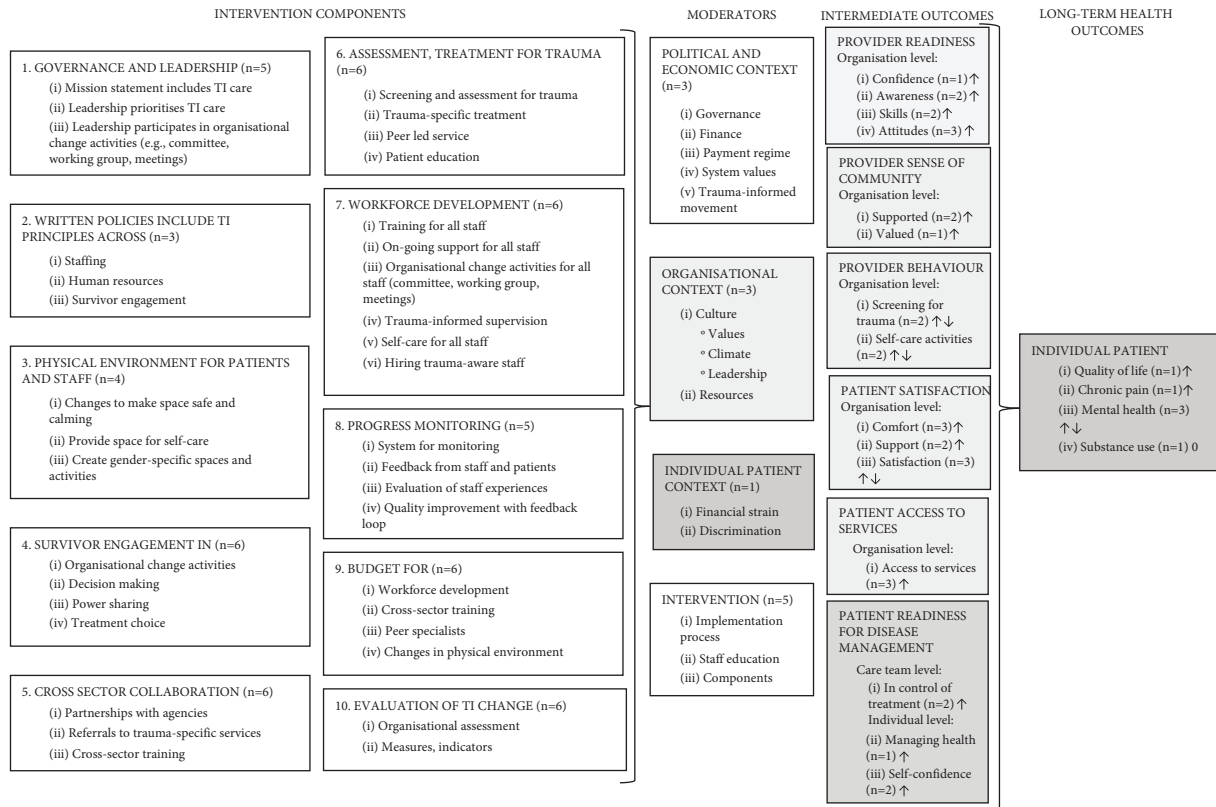 INTERVENTION COMPONENTS
1. GOVERNANCE AND LEADERSHIP (n=5)
(i) Mission statement includes TI care
(ii) Leadership prioritises TI care
(iii) Leadership participates in organisational
change activities (e.g., committee,
working group, meetings)
2. WRITTEN POLICIES INCLUDE TI
PRINCIPLES ACROSS (n=3)
(i) Staffing
(ii) Human resources
(iii) Survivor engagement
3. PHYSICAL ENVIRONMENT FOR PATIENTS
AND STAFF (n=4)
(i) Changes to make space safe and
calming
(ii) Provide space for self-care
(iii) Create gender-specific spaces and
activities
4. SURVIVOR ENGAGEMENT IN (n=6)
(i) Organisational change activities
(ii) Decision making
(iii) Power sharing
(iv) Treatment choice
5. CROSS SECTOR COLLABORATION (n=6)
(i) Partnerships with agencies
(ii) Referrals to trauma-specific services
(iii) Cross-sector training
6. ASSESSMENT, TREATMENT FOR TRAUMA
(n=6)
(i) Screening and assessment for trauma
(ii) Trauma-specific treatment
(iii) Peer led service
(iv) Patient education
7. WORKFORCE DEVELOPMENT (n=6)
(i) Training for all staff
(ii) On-going support for all staff
(iii) Organisational change activities for all
staff (committee, working group,
meetings)
(iv) Trauma-informed supervision
(v) Self-care for all staff
(vi) Hiring trauma-aware staff
8. PROGRESS MONITORING (n=5)
(i) System for monitoring
(ii) Feedback from staff and patients
(iii) Evaluation of staff experiences
(iv) Quality improvement with feedback
loop
9. BUDGET FOR (n=6)
(i) Workforce development
(ii) Cross-sector training
(iii) Peer specialists
(iv) Changes in physical environment
10. EVALUATION OF TI CHANGE (n=6)
(i) Organisational assessment
(ii) Measures, indicators
MODERATORS
POLITICAL AND
ECONOMIC CONTEXT
(n=3)
(i) Governance
(ii) Finance
(iii) Payment regime
(iv) System values
(v) Trauma-informed
movement
ORGANISATIONAL
CONTEXT (n=3)
(i) Culture
º Values
º Climate
º Leadership
(ii) Resources
INDIVIDUAL PATIENT
CONTEXT (n=1)
(i) Financial strain
(ii) Discrimination
INTERVENTION (n=5)
(i) Implementation
process
(ii) Staff education
(iii) Components
INTERMEDIATE OUTCOMES
PROVIDER READINESS
Organisation level:
(i) Confidence (n=1)↑
(ii) Awareness (n=2)↑
(iii) Skills (n=2)↑
(iv) Attitudes (n=3) ↑
PROVIDER SENSE OF
COMMUNITY
Organisation level:
(i) Supported (n=2)↑
(ii) Valued (n=1)↑
PROVIDER BEHAVIOUR
Organisation level:
(i) Screening for
trauma (n=2) ↑↓
(ii) Self-care activities
(n=2) ↑↓
PATIENT SATISFACTION
Organisation level:
(i) Comfort (n=3)↑
(ii) Support (n=2)↑
(iii) Satisfaction (n=3)
↑↓
PATIENT ACCESS TO
SERVICES
Organisation level:
(i) Access to services
(n=3) ↑
PATIENT READINESS
FOR DISEASE
MANAGEMENT
Care team level:
(i) In control of
treatment (n=2) ↑
Individual level:
(ii) Managing health
(n=1) ↑
(iii) Self-confidence
(n=2) ↑
LONG-TERM HEALTH
OUTCOMES
INDIVIDUAL PATIENT
(i) Quality of life (n=1)↑
(ii) Chronic pain (n=1)↑
(iii) Mental health (n=3)
↑↓
(iv) Substance use (n=1) 0